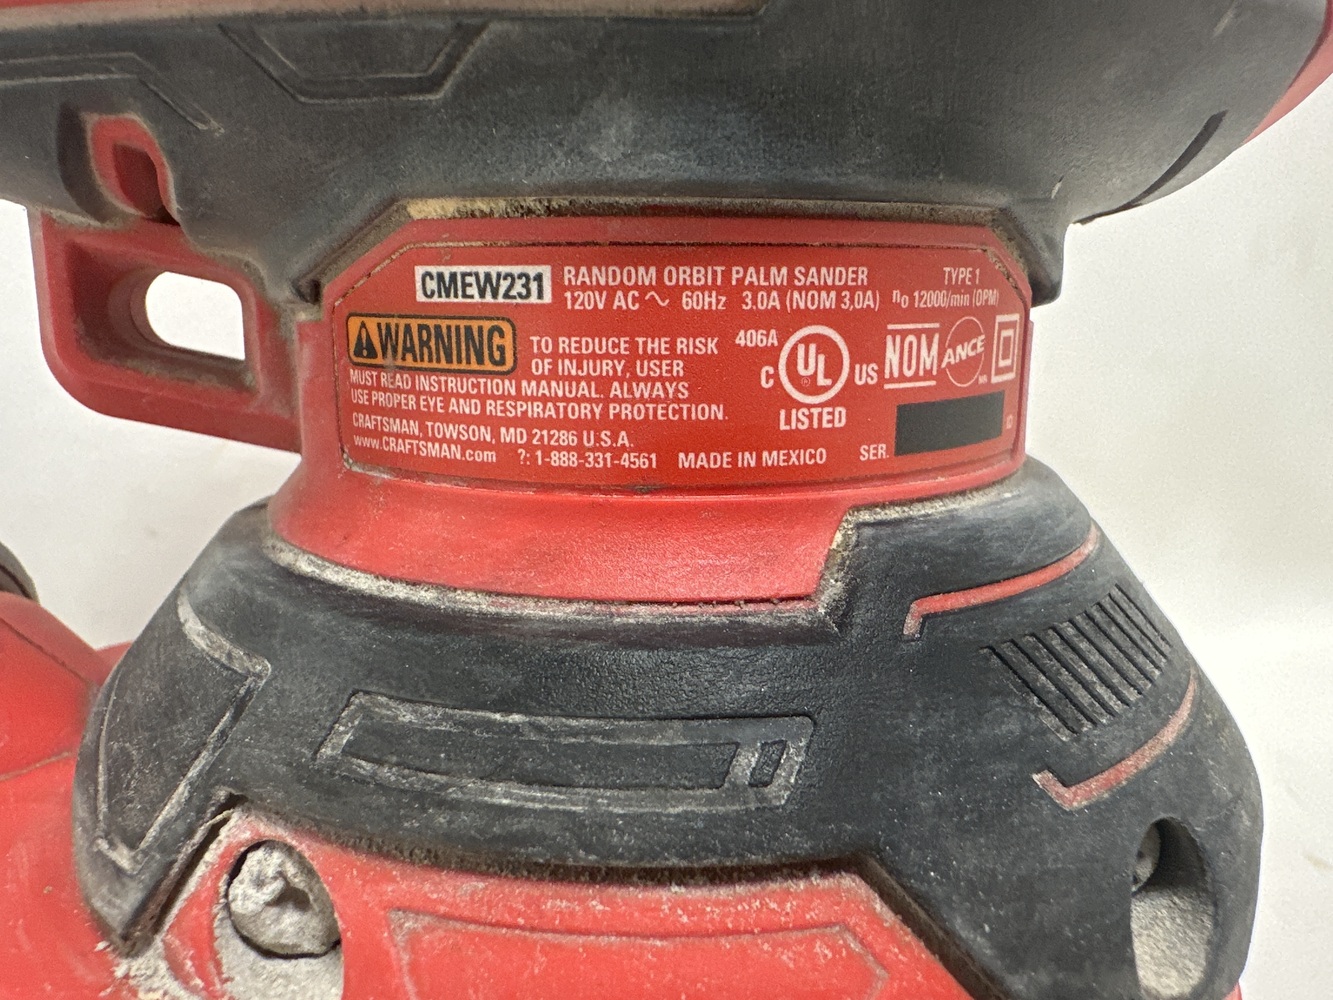 CMEW231 RANDOM ORBIT PALM SANDER TYPE 1
120V AC ~ 60Hz 3.0A (NOM 3,0A) n0 12000/min (OPM)
⚠WARNING TO REDUCE THE RISK
OF INJURY, USER
MUST READ INSTRUCTION MANUAL. ALWAYS
USE PROPER EYE AND RESPIRATORY PROTECTION.
CRAFTSMAN, TOWSON, MD 21286 U.S.A.
www.CRAFTSMAN.com ?: 1-888-331-4561 MADE IN MEXICO
406A
C UL US
LISTED
NOM ANCE
SER.